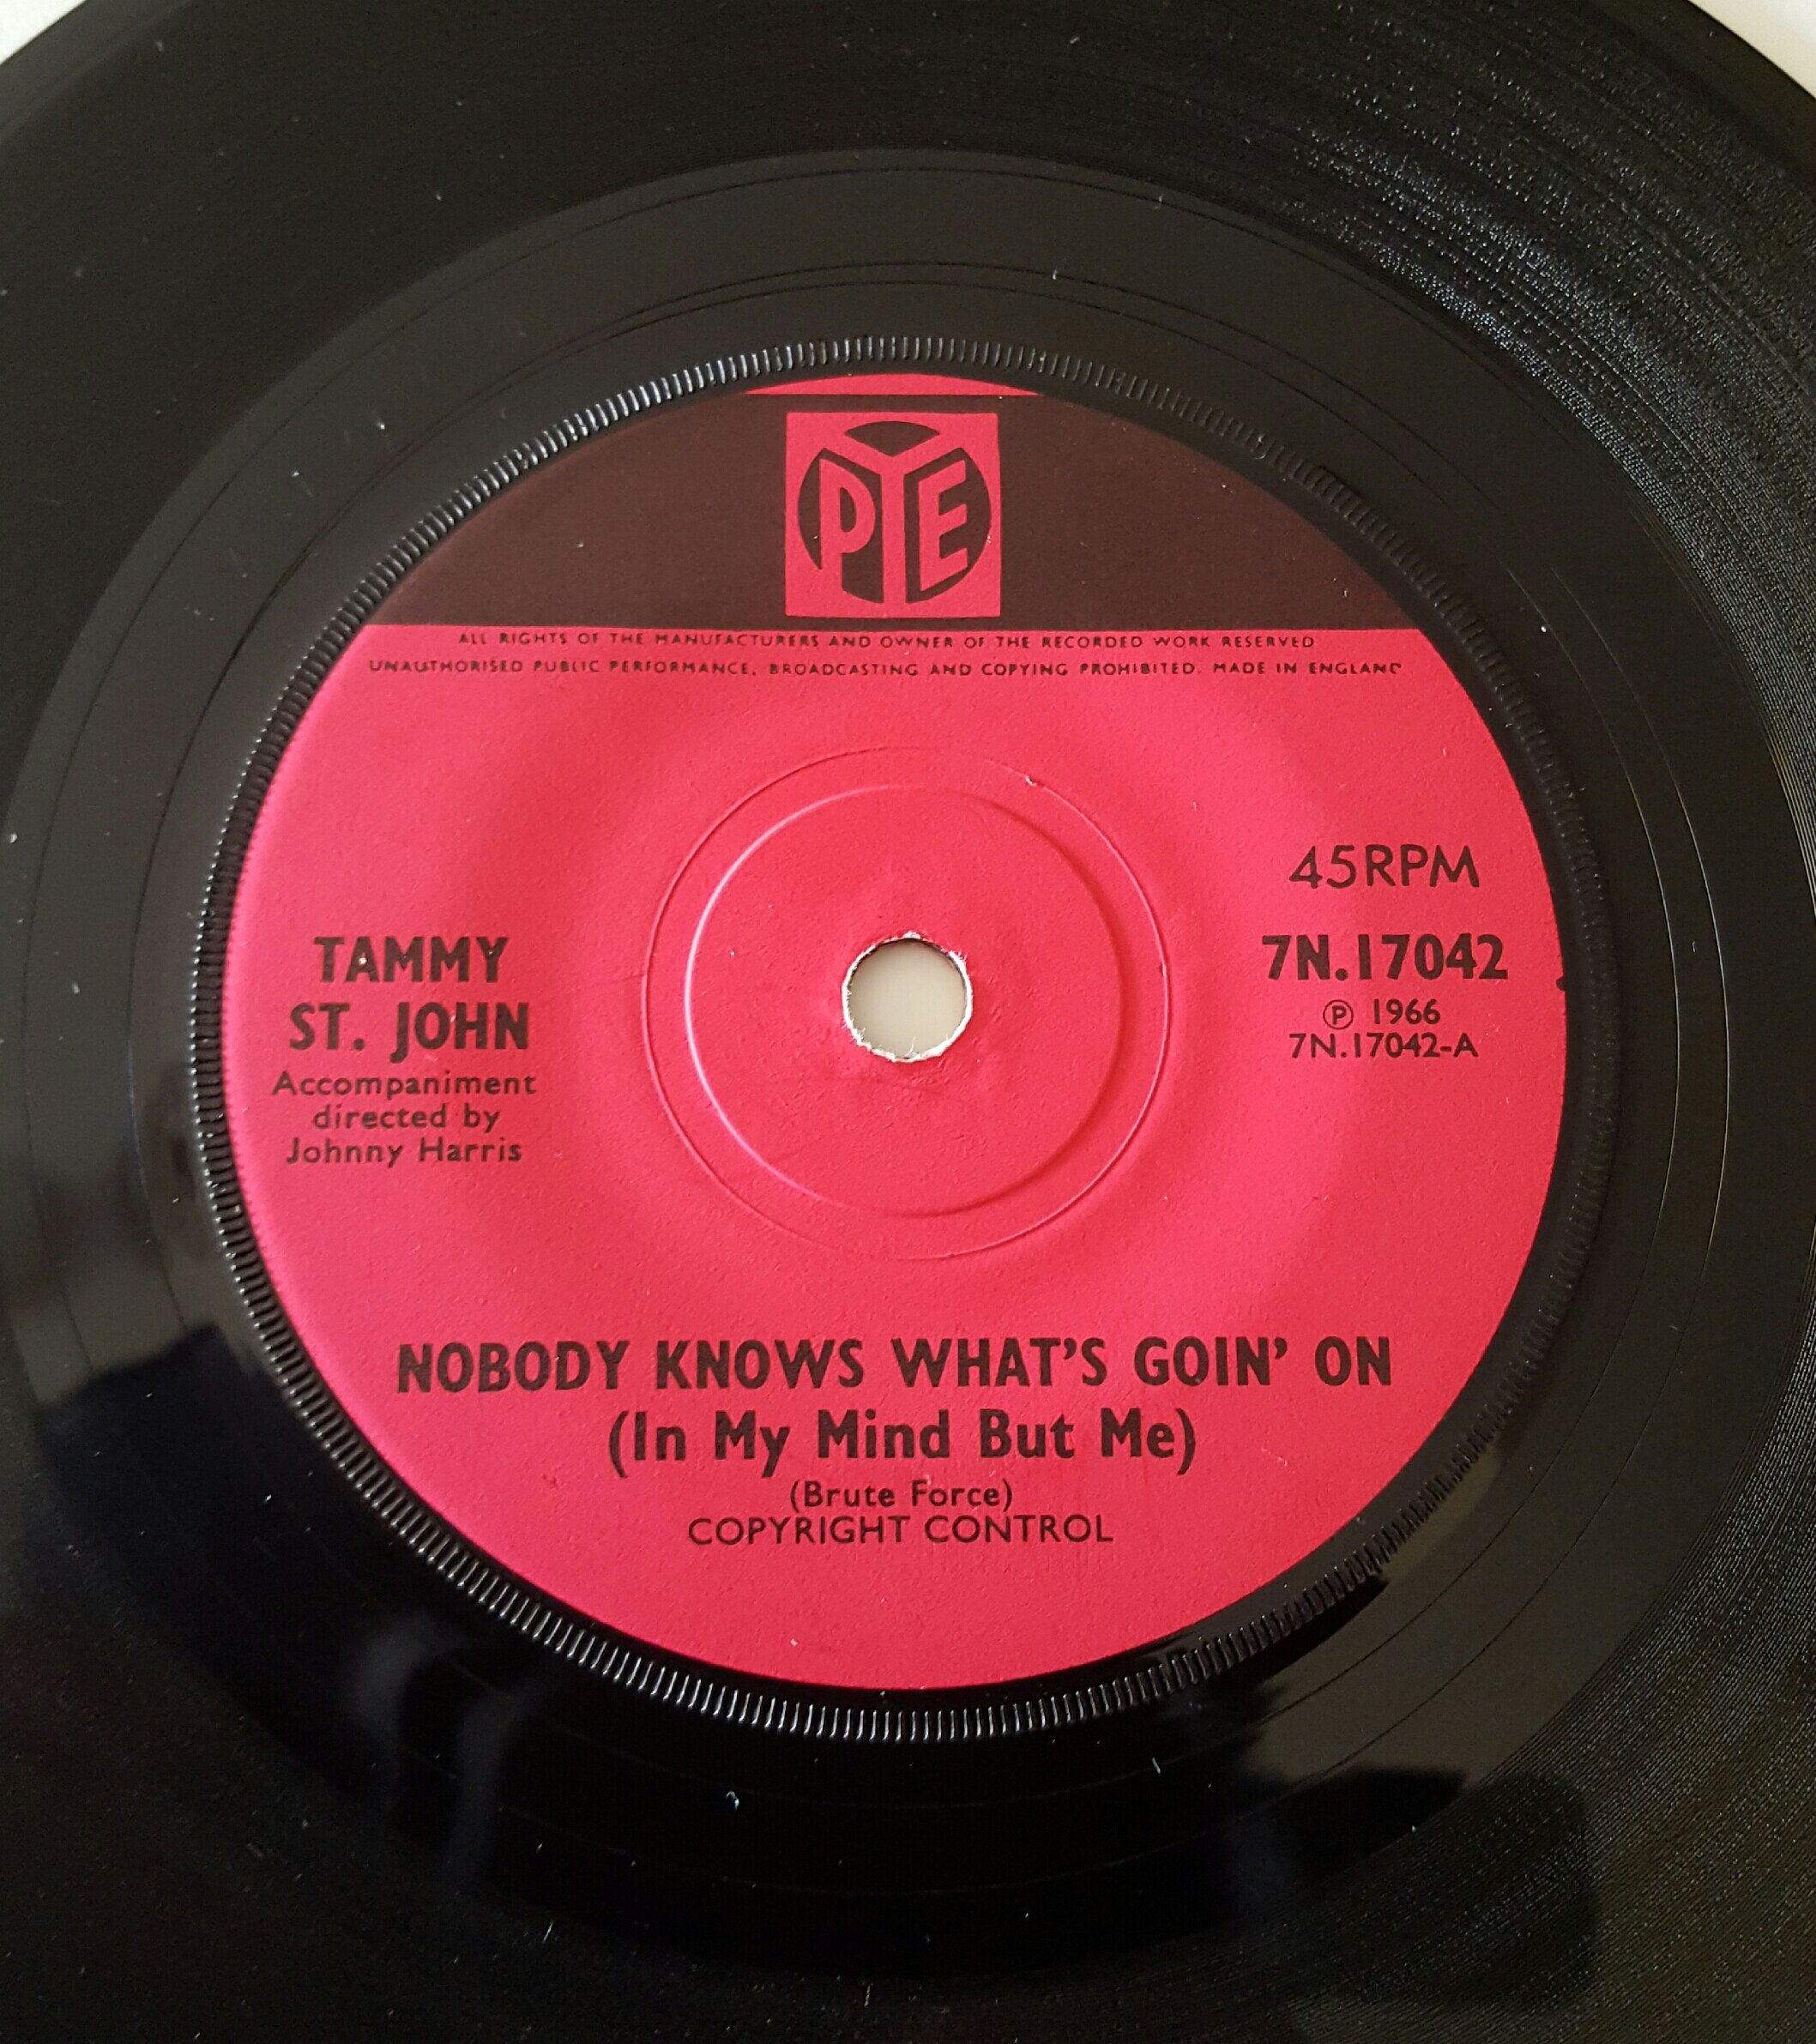 PYE
ALL RIGHTS OF THE MANUFACTURERS AND OWNER OF THE RECORDED WORK RESERVED
UNAUTHORISED PUBLIC PERFORMANCE, BROADCASTING AND COPYING PROHIBITED. MADE IN ENGLAND
45RPM
7N.17042
Ⓟ 1966
7N.17042-A
TAMMY
ST. JOHN
Accompaniment
directed by
Johnny Harris
NOBODY KNOWS WHAT'S GOIN' ON
(In My Mind But Me)
(Brute Force)
COPYRIGHT CONTROL